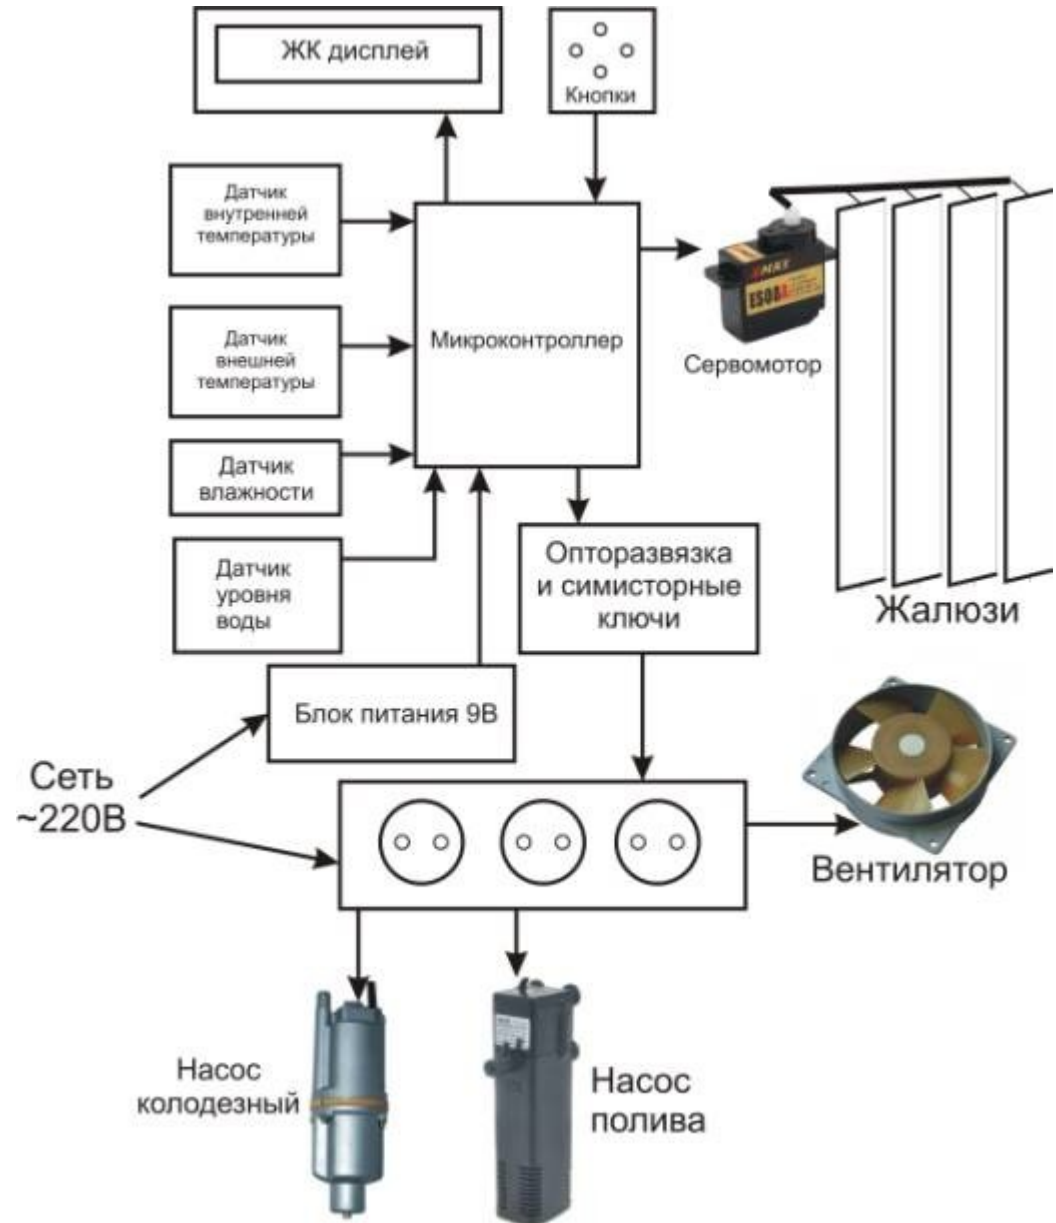 ЖК дисплей
Кнопки
Датчик
внутренней
температуры
Датчик
внешней
температуры
Микроконтроллер
ES08A
Сервомотор
Датчик
влажности
Датчик
уровня
воды
Опторазвязка
и симисторные
ключи
Жалюзи
Блок питания 9В
Сеть
~220В
Вентилятор
Насос
колодезный
Насос
полива